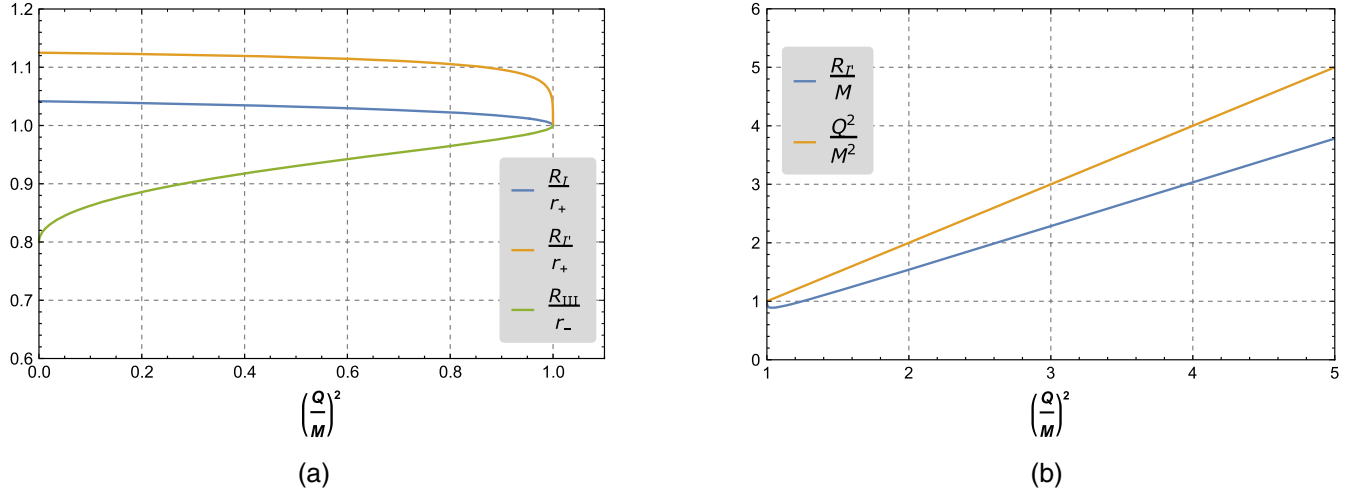 1.2
1.1
1.0
0.9
0.8
0.7
0.6
0.0 0.2 0.4 0.6 0.8 1.0
R_I / r_+
R_I' / r_+
R_III / r_-
(Q/M)^2
(a)
6
5
4
3
2
1
0
1 2 3 4 5
R_I' / M
Q^2 / M^2
(Q/M)^2
(b)